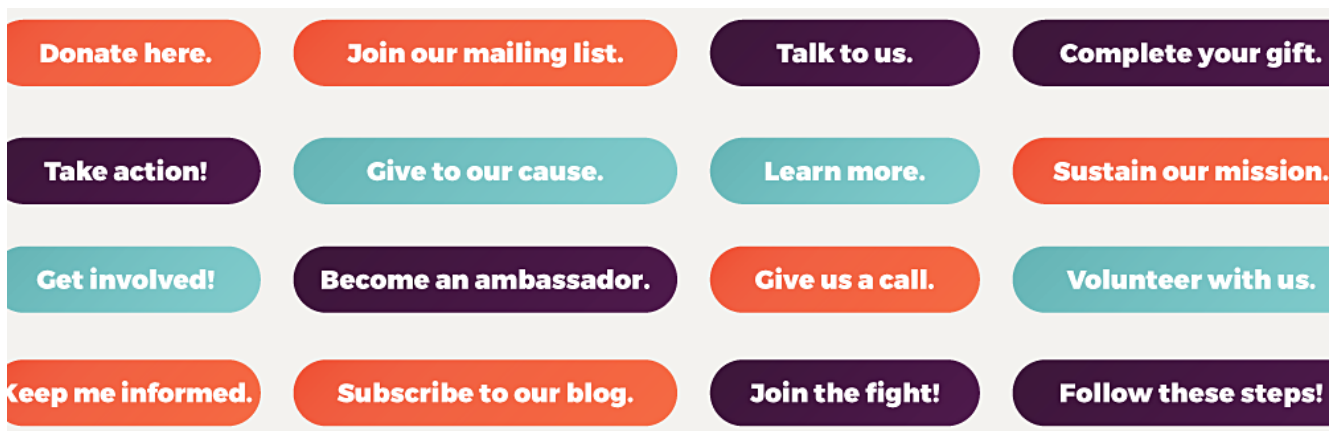 Donate here.
Join our mailing list.
Talk to us.
Complete your gift.
Take action!
Give to our cause.
Learn more.
Sustain our mission.
Get involved!
Become an ambassador.
Give us a call.
Volunteer with us.
Keep me informed.
Subscribe to our blog.
Join the fight!
Follow these steps!